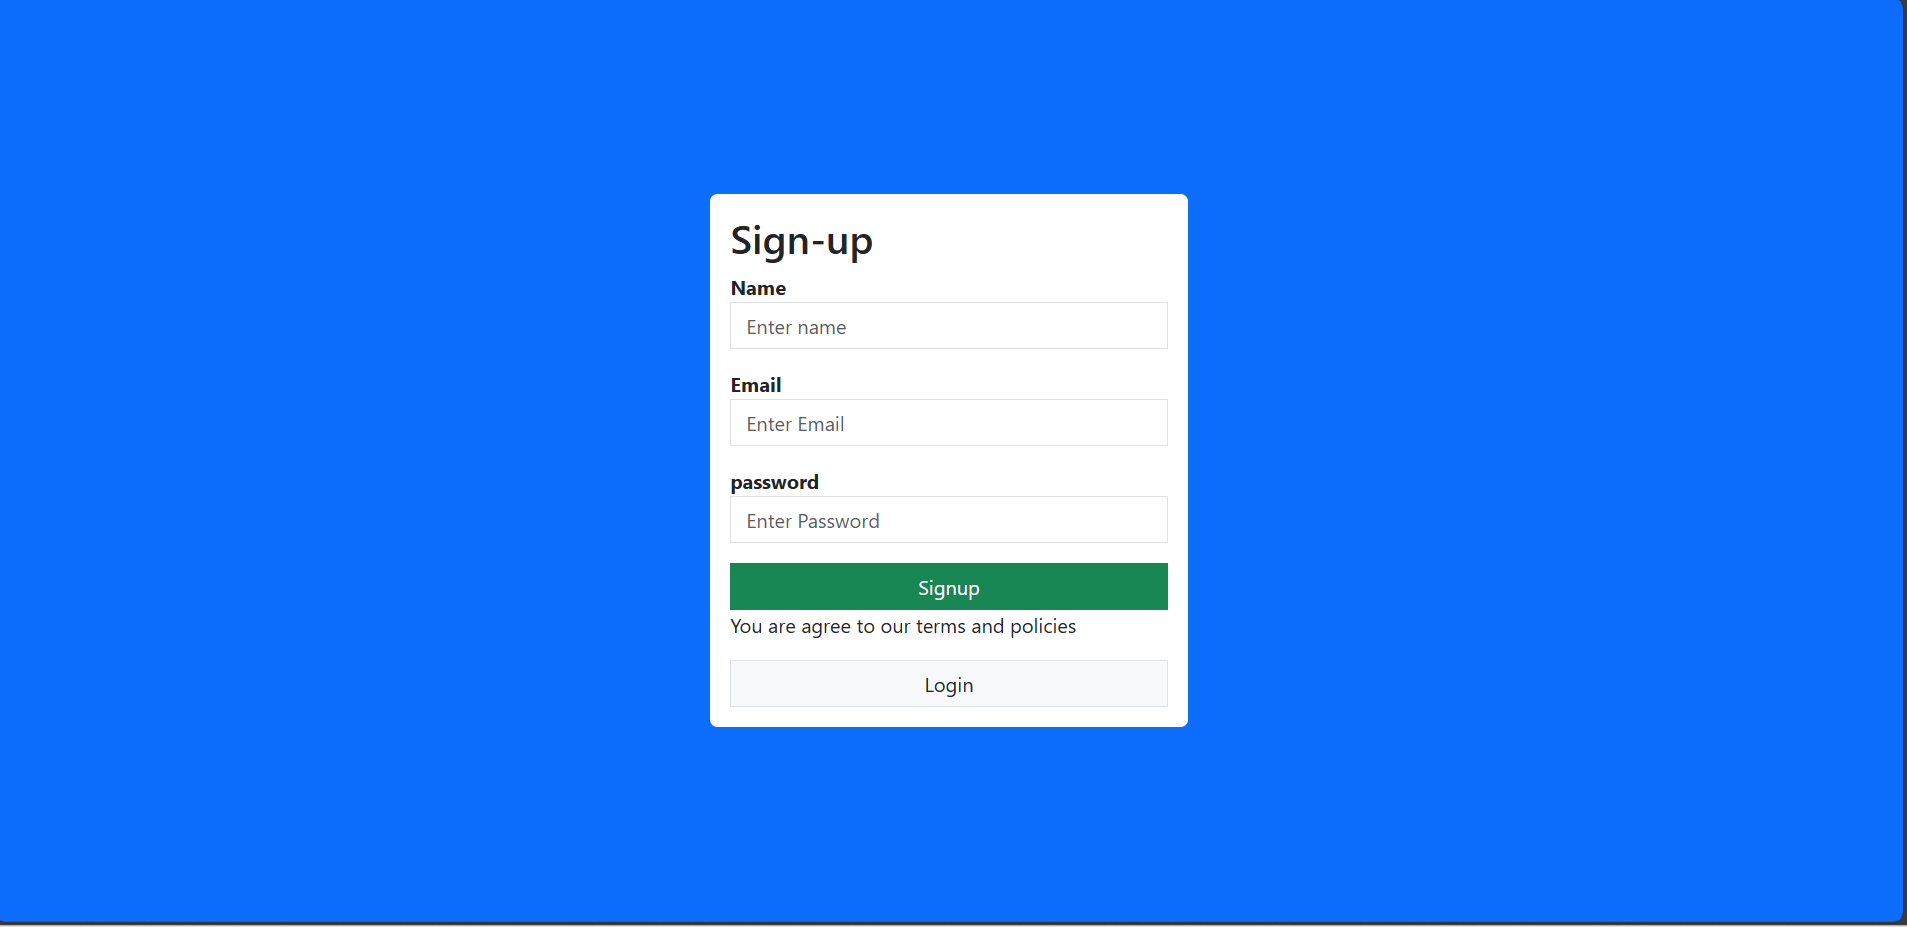 Sign-up
Name
Enter name
Email
Enter Email
password
Enter Password
Signup
You are agree to our terms and policies
Login